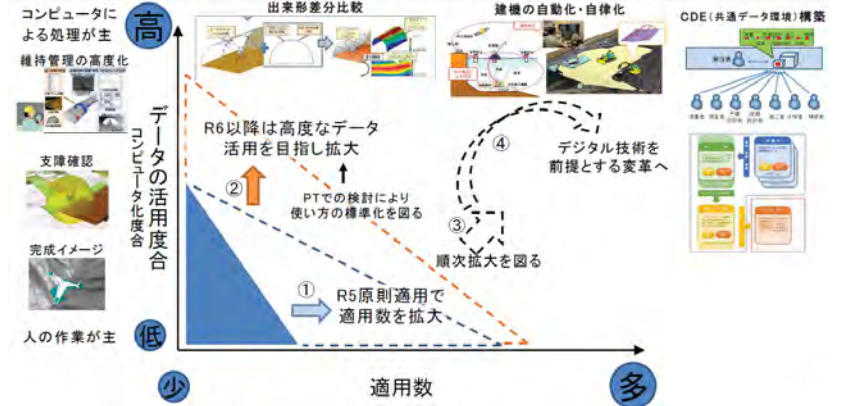 コンピュータに
よる処理が主
維持管理の高度化
支障確認
完成イメージ
人の作業が主
高
データの活用度合
コンピュータ化度合
低
出来形差分比較
建機の自動化・自律化
CDE(共通データ環境)構築
R6以降は高度なデータ
活用を目指し拡大
②
PTでの検討により
使い方の標準化を図る
④
デジタル技術を
前提とする変革へ
③
順次拡大を図る
①
R5原則適用で
適用数を拡大
少
適用数
多